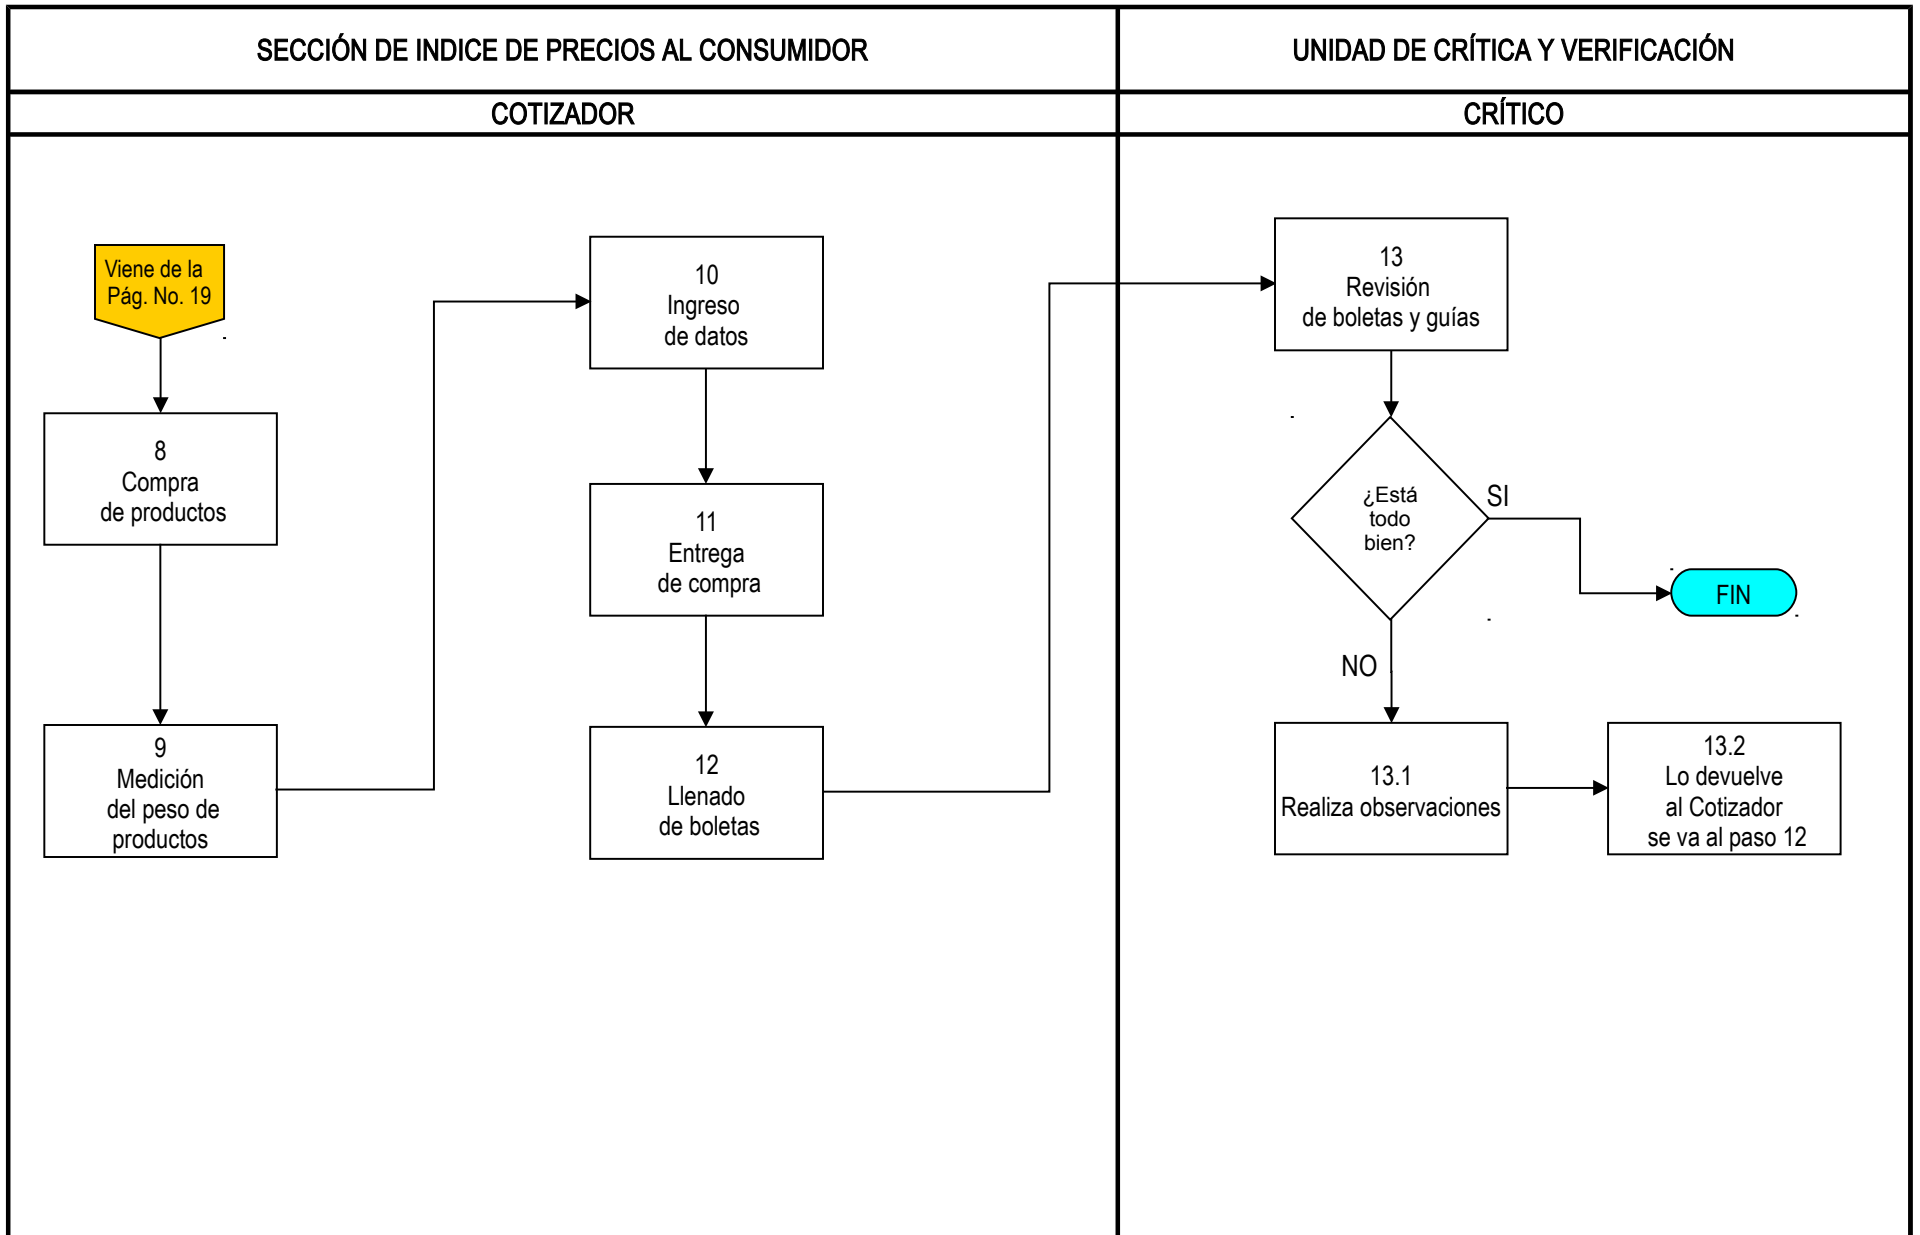 SECCIÓN DE INDICE DE PRECIOS AL CONSUMIDOR
UNIDAD DE CRÍTICA Y VERIFICACIÓN
COTIZADOR
CRÍTICO
Viene de la
Pág. No. 19
8
Compra
de productos
9
Medición
del peso de
productos
10
Ingreso
de datos
11
Entrega
de compra
12
Llenado
de boletas
13
Revisión
de boletas y guías
¿Está
todo
bien?
SI
FIN
NO
13.1
Realiza observaciones
13.2
Lo devuelve
al Cotizador
se va al paso 12